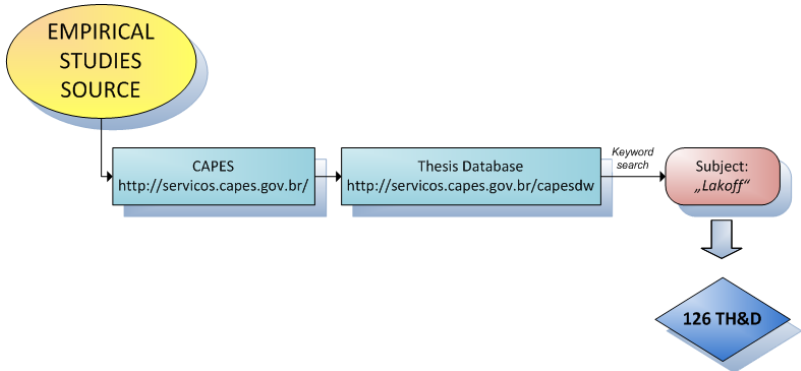 EMPIRICAL
STUDIES
SOURCE
CAPES
http://servicos.capes.gov.br/
Thesis Database
http://servicos.capes.gov.br/capesdw
Keyword
search
Subject:
„Lakoff“
126 TH&D